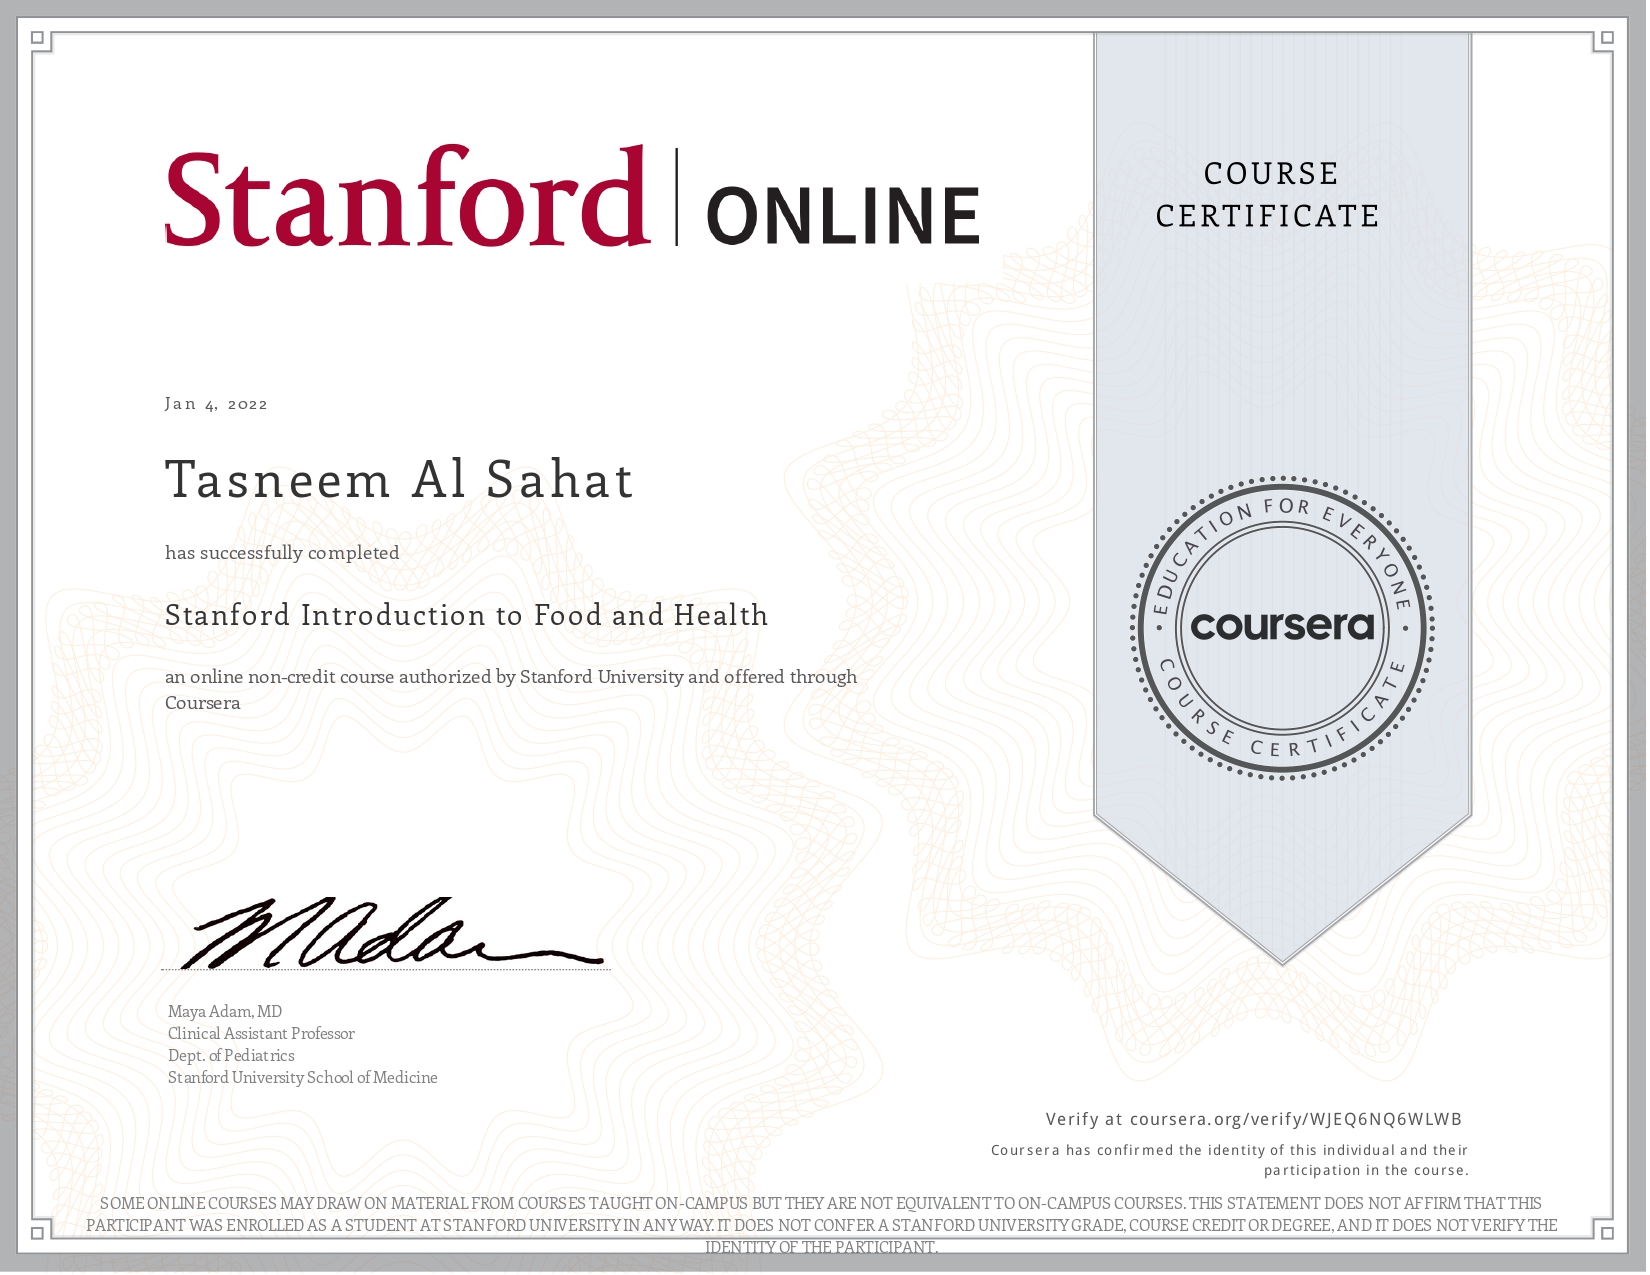 Stanford | ONLINE
COURSE
CERTIFICATE
Jan 4, 2022
Tasneem Al Sahat
has successfully completed
Stanford Introduction to Food and Health
an online non-credit course authorized by Stanford University and offered through
Coursera
EDUCATION FOR EVERYONE
coursera
COURSE CERTIFICATE
MAdam
Maya Adam, MD
Clinical Assistant Professor
Dept. of Pediatrics
Stanford University School of Medicine
Verify at coursera.org/verify/WJEQ6NQ6WLWB
Coursera has confirmed the identity of this individual and their
participation in the course.
SOME ONLINE COURSES MAY DRAW ON MATERIAL FROM COURSES TAUGHT ON-CAMPUS BUT THEY ARE NOT EQUIVALENT TO ON-CAMPUS COURSES. THIS STATEMENT DOES NOT AFFIRM THAT THIS
PARTICIPANT WAS ENROLLED AS A STUDENT AT STANFORD UNIVERSITY IN ANY WAY. IT DOES NOT CONFER A STANFORD UNIVERSITY GRADE, COURSE CREDIT OR DEGREE, AND IT DOES NOT VERIFY THE
IDENTITY OF THE PARTICIPANT.